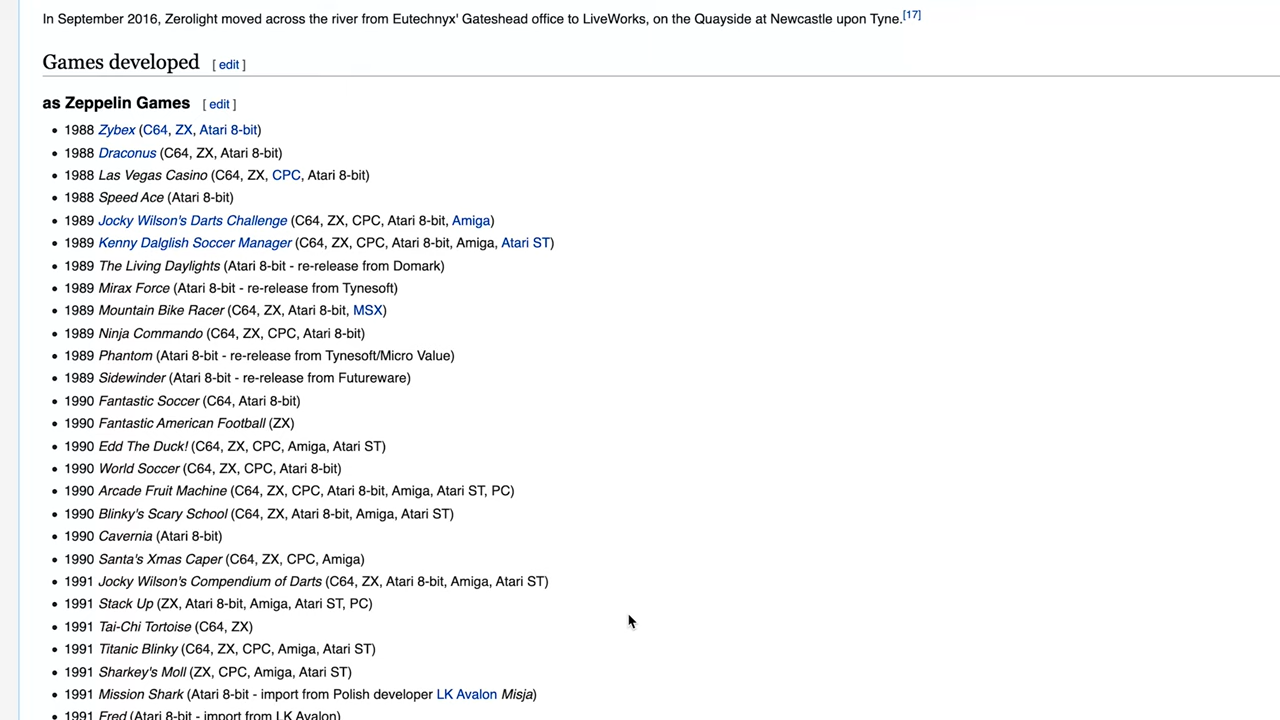 In September 2016, Zerolight moved across the river from Eutechnyx' Gateshead office to LiveWorks, on the Quayside at Newcastle upon Tyne.[17]
Games developed [ edit ]
as Zeppelin Games [ edit ]
• 1988 Zybex (C64, ZX, Atari 8-bit)
• 1988 Draconus (C64, ZX, Atari 8-bit)
• 1988 Las Vegas Casino (C64, ZX, CPC, Atari 8-bit)
• 1988 Speed Ace (Atari 8-bit)
• 1989 Jocky Wilson's Darts Challenge (C64, ZX, CPC, Atari 8-bit, Amiga)
• 1989 Kenny Dalglish Soccer Manager (C64, ZX, CPC, Atari 8-bit, Amiga, Atari ST)
• 1989 The Living Daylights (Atari 8-bit - re-release from Domark)
• 1989 Mirax Force (Atari 8-bit - re-release from Tynesoft)
• 1989 Mountain Bike Racer (C64, ZX, Atari 8-bit, MSX)
• 1989 Ninja Commando (C64, ZX, CPC, Atari 8-bit)
• 1989 Phantom (Atari 8-bit - re-release from Tynesoft/Micro Value)
• 1989 Sidewinder (Atari 8-bit - re-release from Futureware)
• 1990 Fantastic Soccer (C64, Atari 8-bit)
• 1990 Fantastic American Football (ZX)
• 1990 Edd The Duck! (C64, ZX, CPC, Amiga, Atari ST)
• 1990 World Soccer (C64, ZX, CPC, Atari 8-bit)
• 1990 Arcade Fruit Machine (C64, ZX, CPC, Atari 8-bit, Amiga, Atari ST, PC)
• 1990 Blinky's Scary School (C64, ZX, Atari 8-bit, Amiga, Atari ST)
• 1990 Cavernia (Atari 8-bit)
• 1990 Santa's Xmas Caper (C64, ZX, CPC, Amiga)
• 1991 Jocky Wilson's Compendium of Darts (C64, ZX, Atari 8-bit, Amiga, Atari ST)
• 1991 Stack Up (ZX, Atari 8-bit, Amiga, Atari ST, PC)
• 1991 Tai-Chi Tortoise (C64, ZX)
• 1991 Titanic Blinky (C64, ZX, CPC, Amiga, Atari ST)
• 1991 Sharkey's Moll (ZX, CPC, Amiga, Atari ST)
• 1991 Mission Shark (Atari 8-bit - import from Polish developer LK Avalon Misja)
• 1991 Fred (Atari 8-bit - import from LK Avalon)